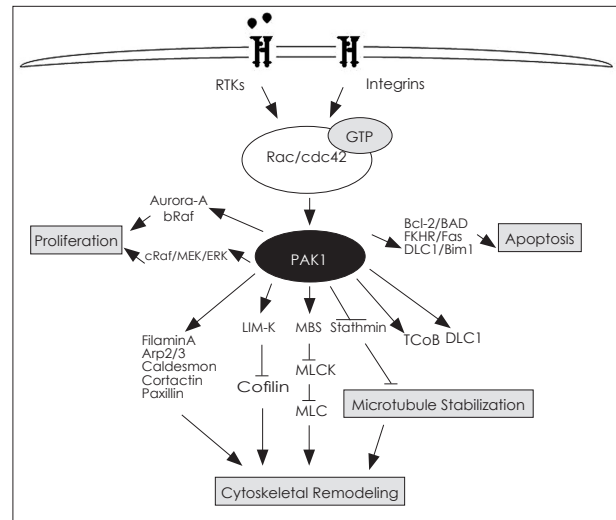 RTKs
Integrins
GTP
Rac/cdc42
Aurora-A
bRaf
Proliferation
cRaf/MEK/ERK
PAK1
Bcl-2/BAD
FKHR/Fas
DLC1/Bim1
Apoptosis
FilaminA
Arp2/3
Caldesmon
Cortactin
Paxillin
LIM-K
Cofilin
MBS
MLCK
MLC
Stathmin
TCoB
DLC1
Microtubule Stabilization
Cytoskeletal Remodeling